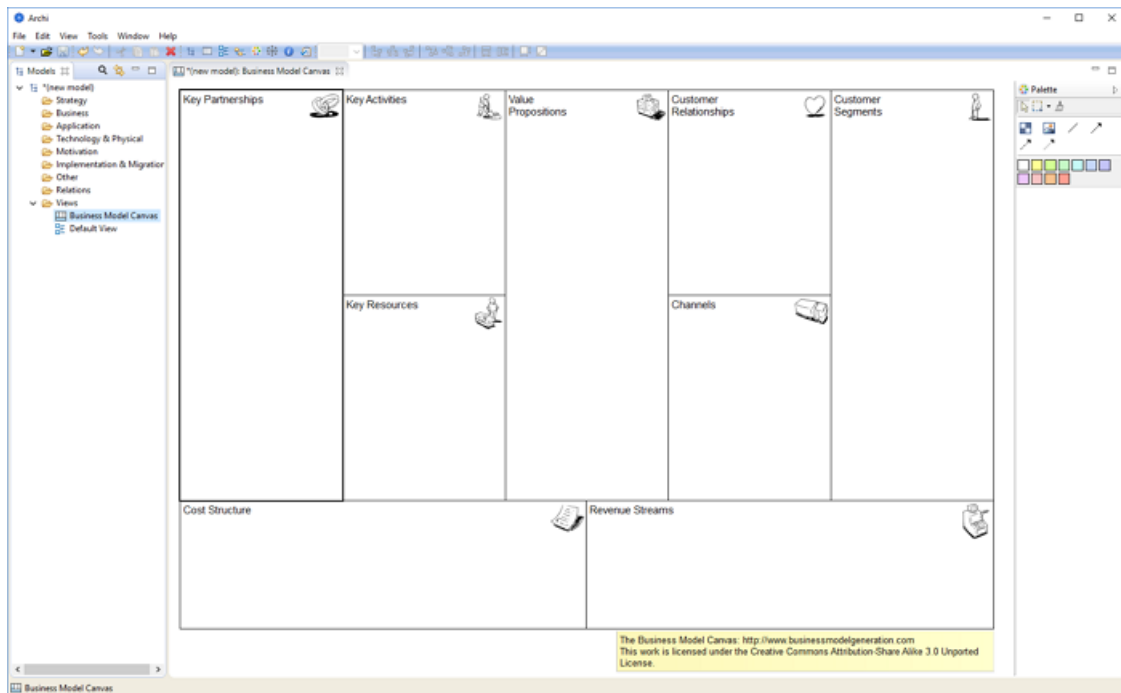 Archi
File Edit View Tools Window Help
Models
*(new model): Business Model Canvas
*(new model)
Strategy
Business
Application
Technology & Physical
Motivation
Implementation & Migration
Other
Relations
Views
Business Model Canvas
Default View
Key Partnerships
Key Activities
Value
Propositions
Customer
Relationships
Customer
Segments
Key Resources
Channels
Cost Structure
Revenue Streams
The Business Model Canvas: http://www.businessmodelgeneration.com
This work is licensed under the Creative Commons Attribution-Share Alike 3.0 Unported
License.
Palette
Business Model Canvas